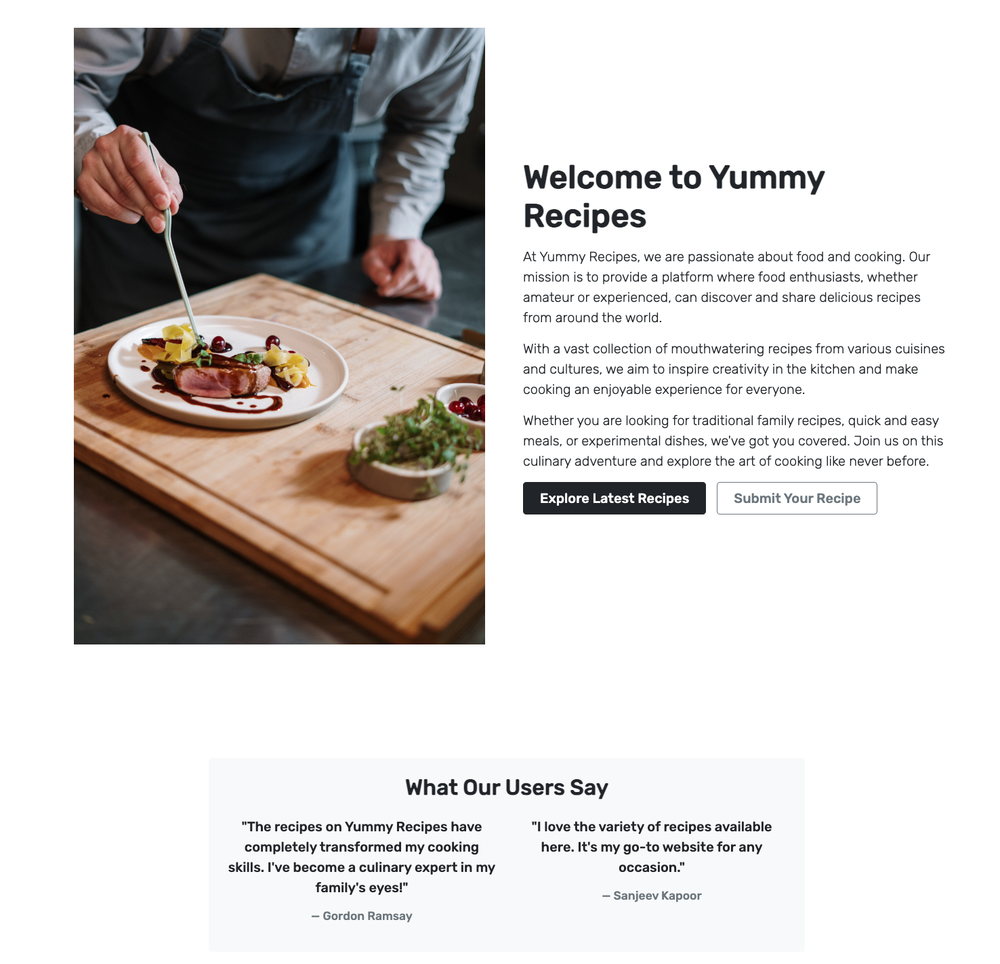 Welcome to Yummy
Recipes
At Yummy Recipes, we are passionate about food and cooking. Our
mission is to provide a platform where food enthusiasts, whether
amateur or experienced, can discover and share delicious recipes
from around the world.
With a vast collection of mouthwatering recipes from various cuisines
and cultures, we aim to inspire creativity in the kitchen and make
cooking an enjoyable experience for everyone.
Whether you are looking for traditional family recipes, quick and easy
meals, or experimental dishes, we've got you covered. Join us on this
culinary adventure and explore the art of cooking like never before.
Explore Latest Recipes
Submit Your Recipe
What Our Users Say
"The recipes on Yummy Recipes have
completely transformed my cooking
skills. I've become a culinary expert in my
family's eyes!"
— Gordon Ramsay
"I love the variety of recipes available
here. It's my go-to website for any
occasion."
— Sanjeev Kapoor